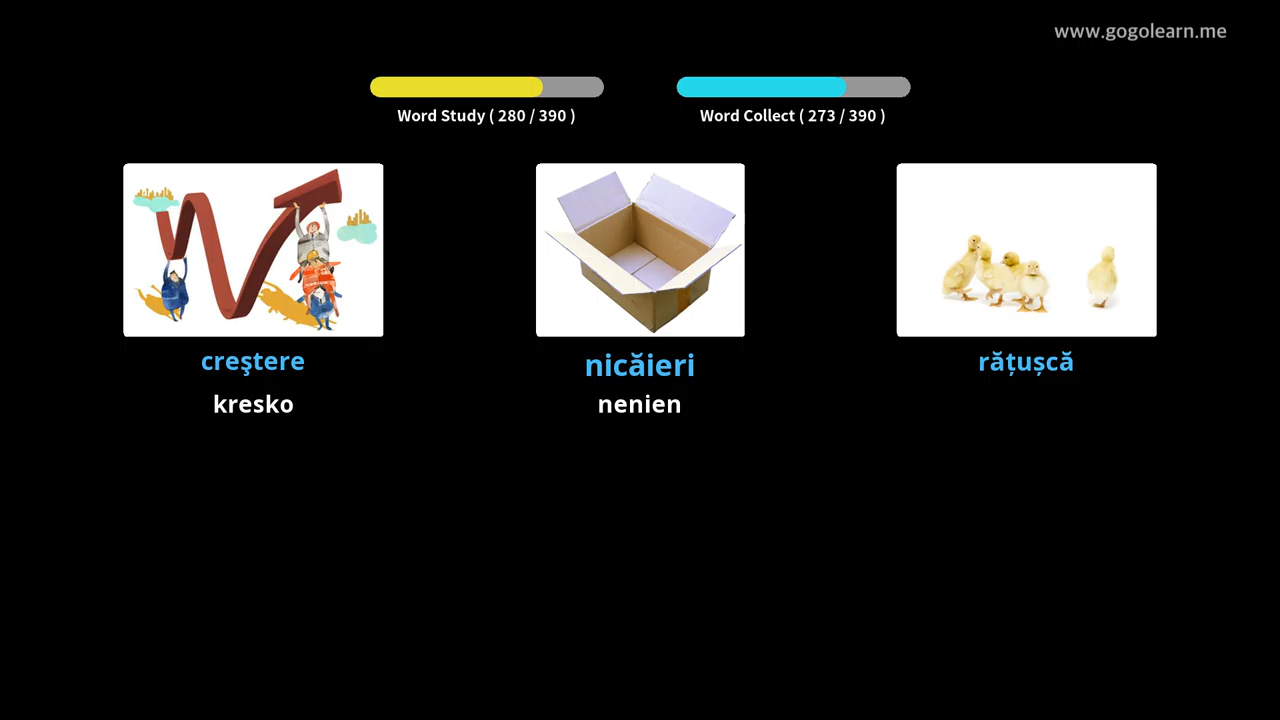 www.gogolearn.me
Word Study ( 280 / 390 )
Word Collect ( 273 / 390 )
creştere
nicăieri
rățușcă
kresko
nenien